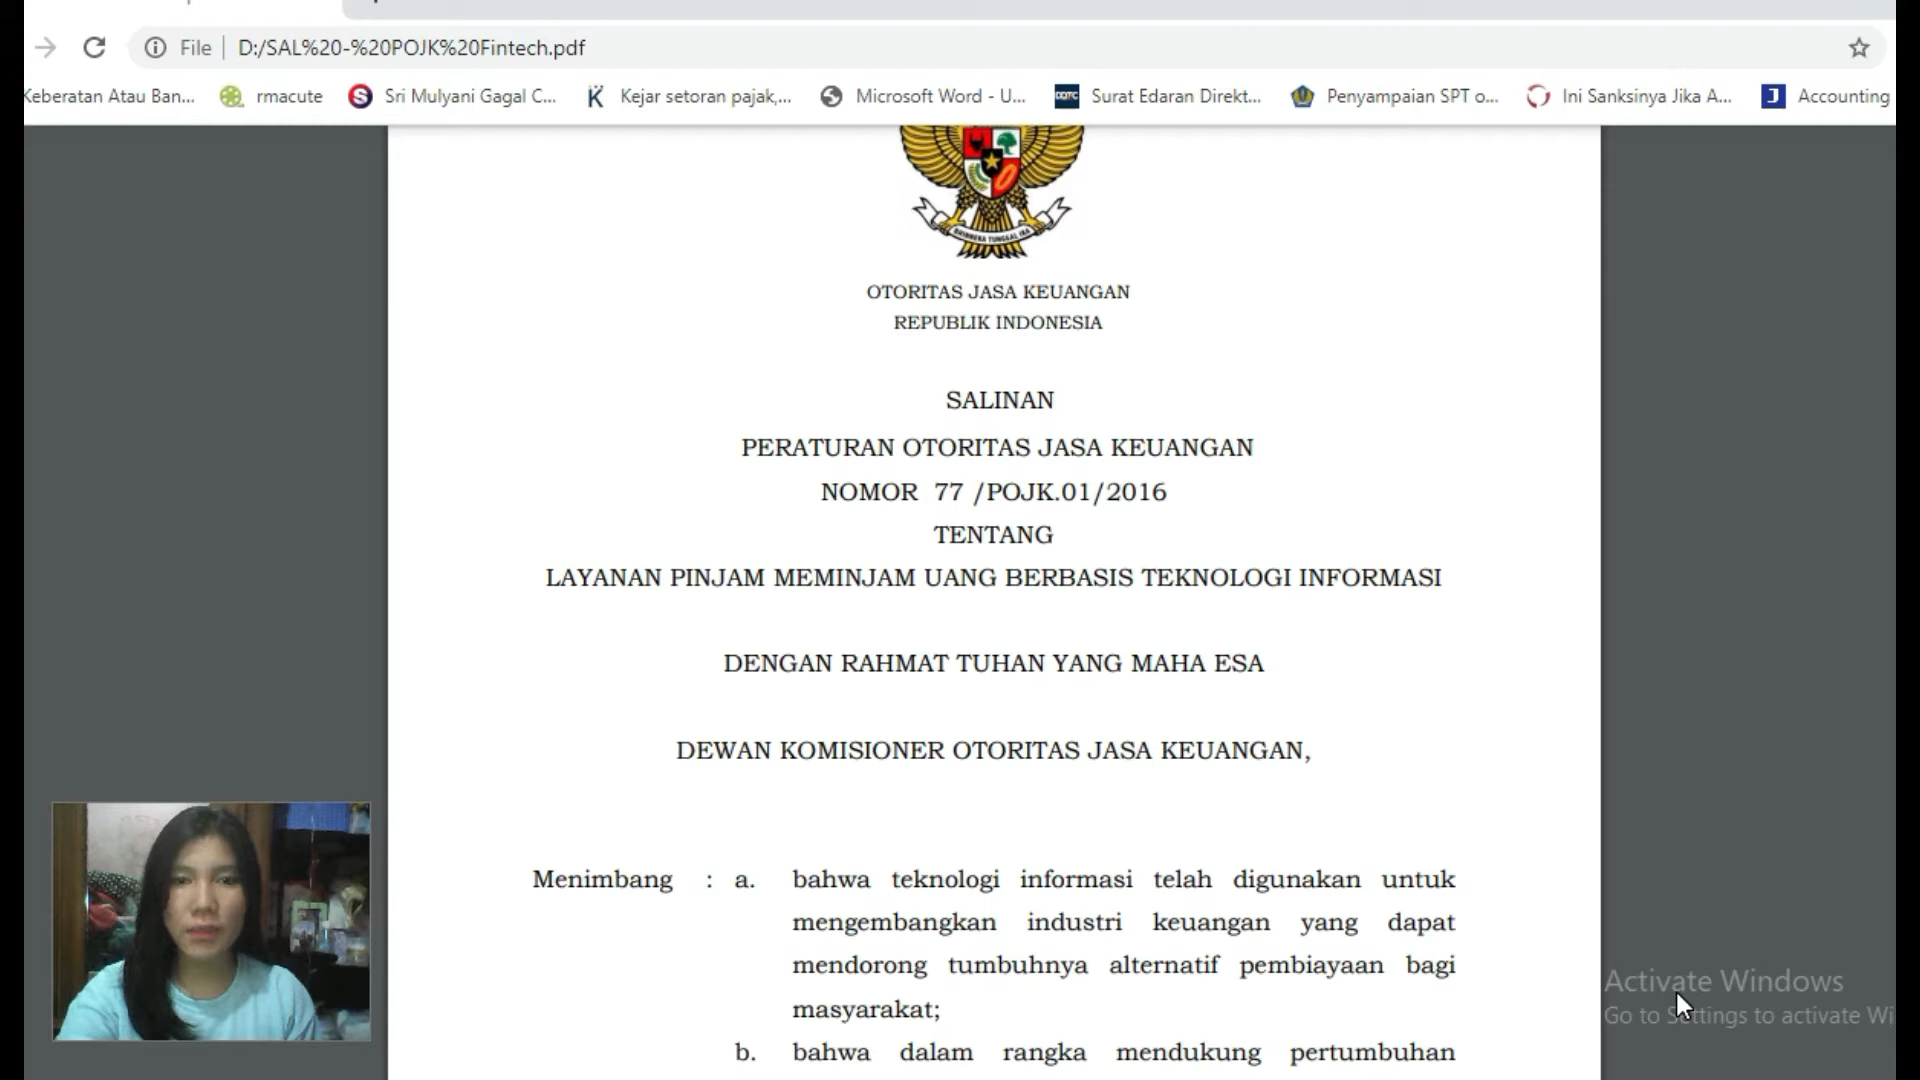 File D:/SAL%20-%20POJK%20Fintech.pdf
Keberatan Atau Ban... rmacute Sri Mulyani Gagal C... Kejar setoran pajak,... Microsoft Word - U... Surat Edaran Direkt... Penyampaian SPT o... Ini Sanksinya Jika A... Accounting
BHINNEKA TUNGGAL IKA
OTORITAS JASA KEUANGAN
REPUBLIK INDONESIA
SALINAN
PERATURAN OTORITAS JASA KEUANGAN
NOMOR 77 /POJK.01/2016
TENTANG
LAYANAN PINJAM MEMINJAM UANG BERBASIS TEKNOLOGI INFORMASI
DENGAN RAHMAT TUHAN YANG MAHA ESA
DEWAN KOMISIONER OTORITAS JASA KEUANGAN,
Menimbang : a. bahwa teknologi informasi telah digunakan untuk
mengembangkan industri keuangan yang dapat
mendorong tumbuhnya alternatif pembiayaan bagi
masyarakat;
b. bahwa dalam rangka mendukung pertumbuhan
Activate Windows
Go to Settings to activate Wi